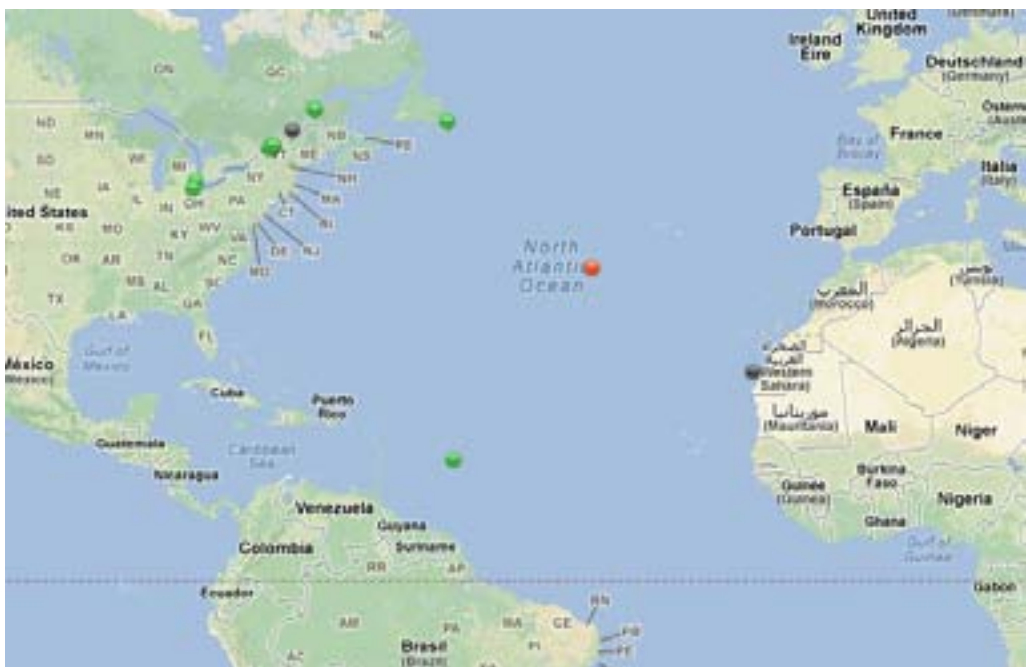 United
Kingdom
Ireland
Éire
Deutschland
(Germany)
NL
ON
QC
ND
MN
NB
PE
NS
France
Bay of
Biscay
SD
WI
MI
VT
ME
NH
Italia
(Italy)
NE
IA
IL
IN
OH
NY
PA
MA
CT
RI
España
(Spain)
ited States
KS
MO
KY
WV
VA
DE
NJ
MD
Portugal
North
Atlantic
Ocean
OK
AR
TN
NC
MS
AL
SC
GA
TX
LA
المغرب
(Morocco)
تونس
(Tunisia)
الجزائر
(Algeria)
FL
Gulf of
Mexico
México
(Mexico)
الصحراء
الغربية
Western
Sahara
Cuba
Puerto
Rico
موريتانيا
(Mauritania)
Mali
Niger
Guatemala
Caribbean
Sea
Nicaragua
Burkina
Faso
Guinée
(Guinea)
Nigeria
Venezuela
Guyana
Ghana
Colombia
Suriname
Gulf of
Guinea
RR
AP
Gabon
Ecuador
RN
AM
PA
MA
CE
PB
PI
PE
Brasil
(Brazil)
AC